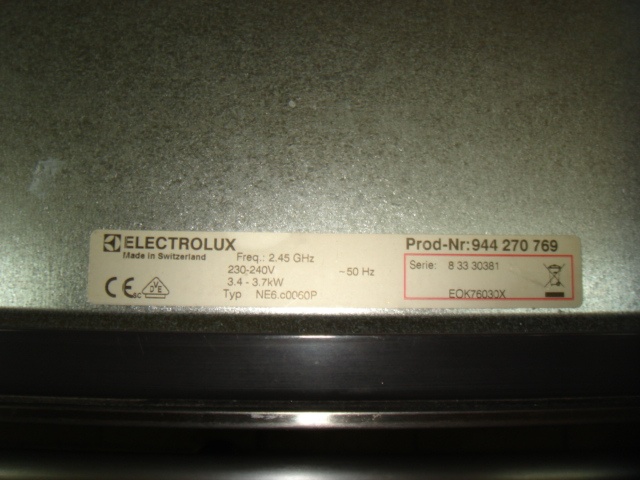 ELECTROLUX
Made in Switzerland
Freq.: 2.45 GHz
230-240V ~50 Hz
3.4 - 3.7kW
Typ NE6.c0060P
CE
Prod-Nr:944 270 769
Serie: 8 33 30381
EOK76030X